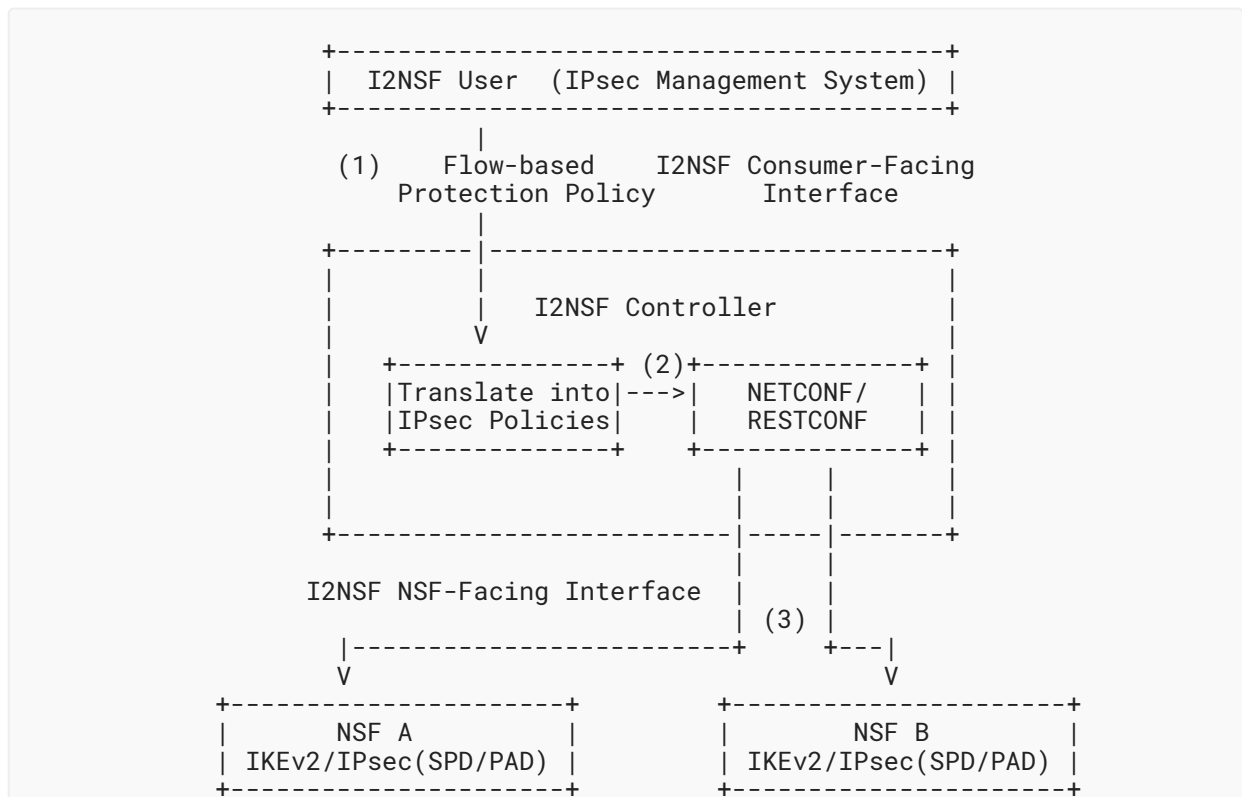 I2NSF User (IPsec Management System)
(1) Flow-based I2NSF Consumer-Facing
Protection Policy Interface
I2NSF Controller
V
(2)
Translate into ---> NETCONF/
IPsec Policies RESTCONF
I2NSF NSF-Facing Interface
(3)
V V
NSF A NSF B
IKEv2/IPsec(SPD/PAD) IKEv2/IPsec(SPD/PAD)